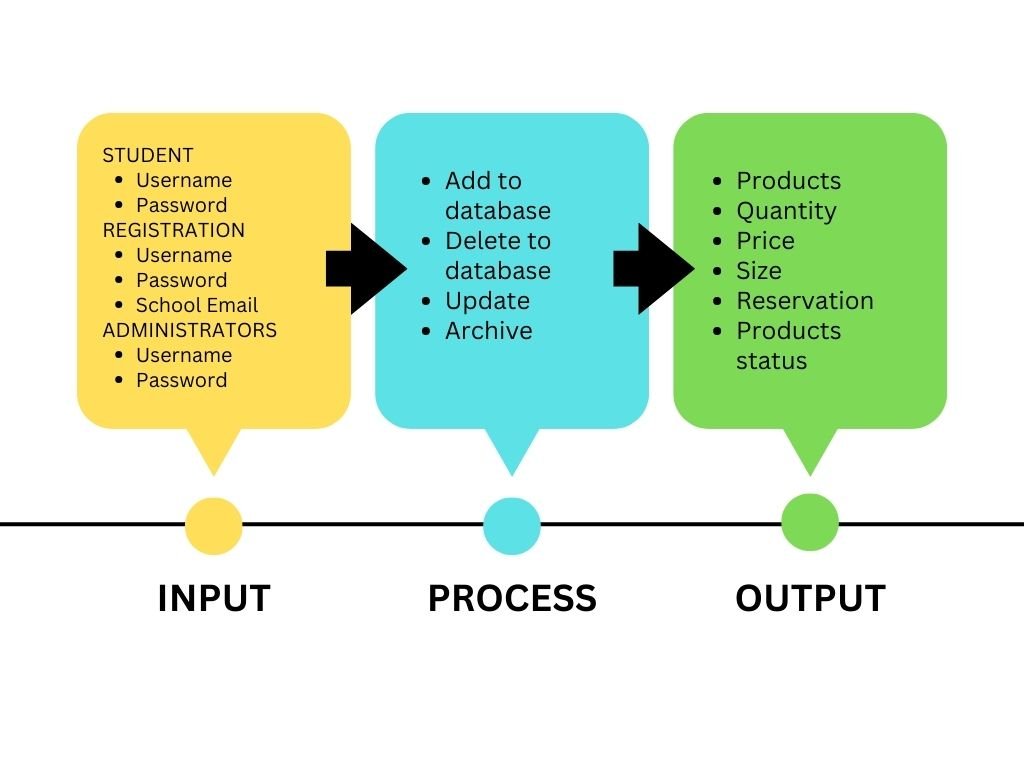 STUDENT
• Username
• Password
REGISTRATION
• Username
• Password
• School Email
ADMINISTRATORS
• Username
• Password
• Add to
database
• Delete to
database
• Update
• Archive
• Products
• Quantity
• Price
• Size
• Reservation
• Products
status
INPUT
PROCESS
OUTPUT